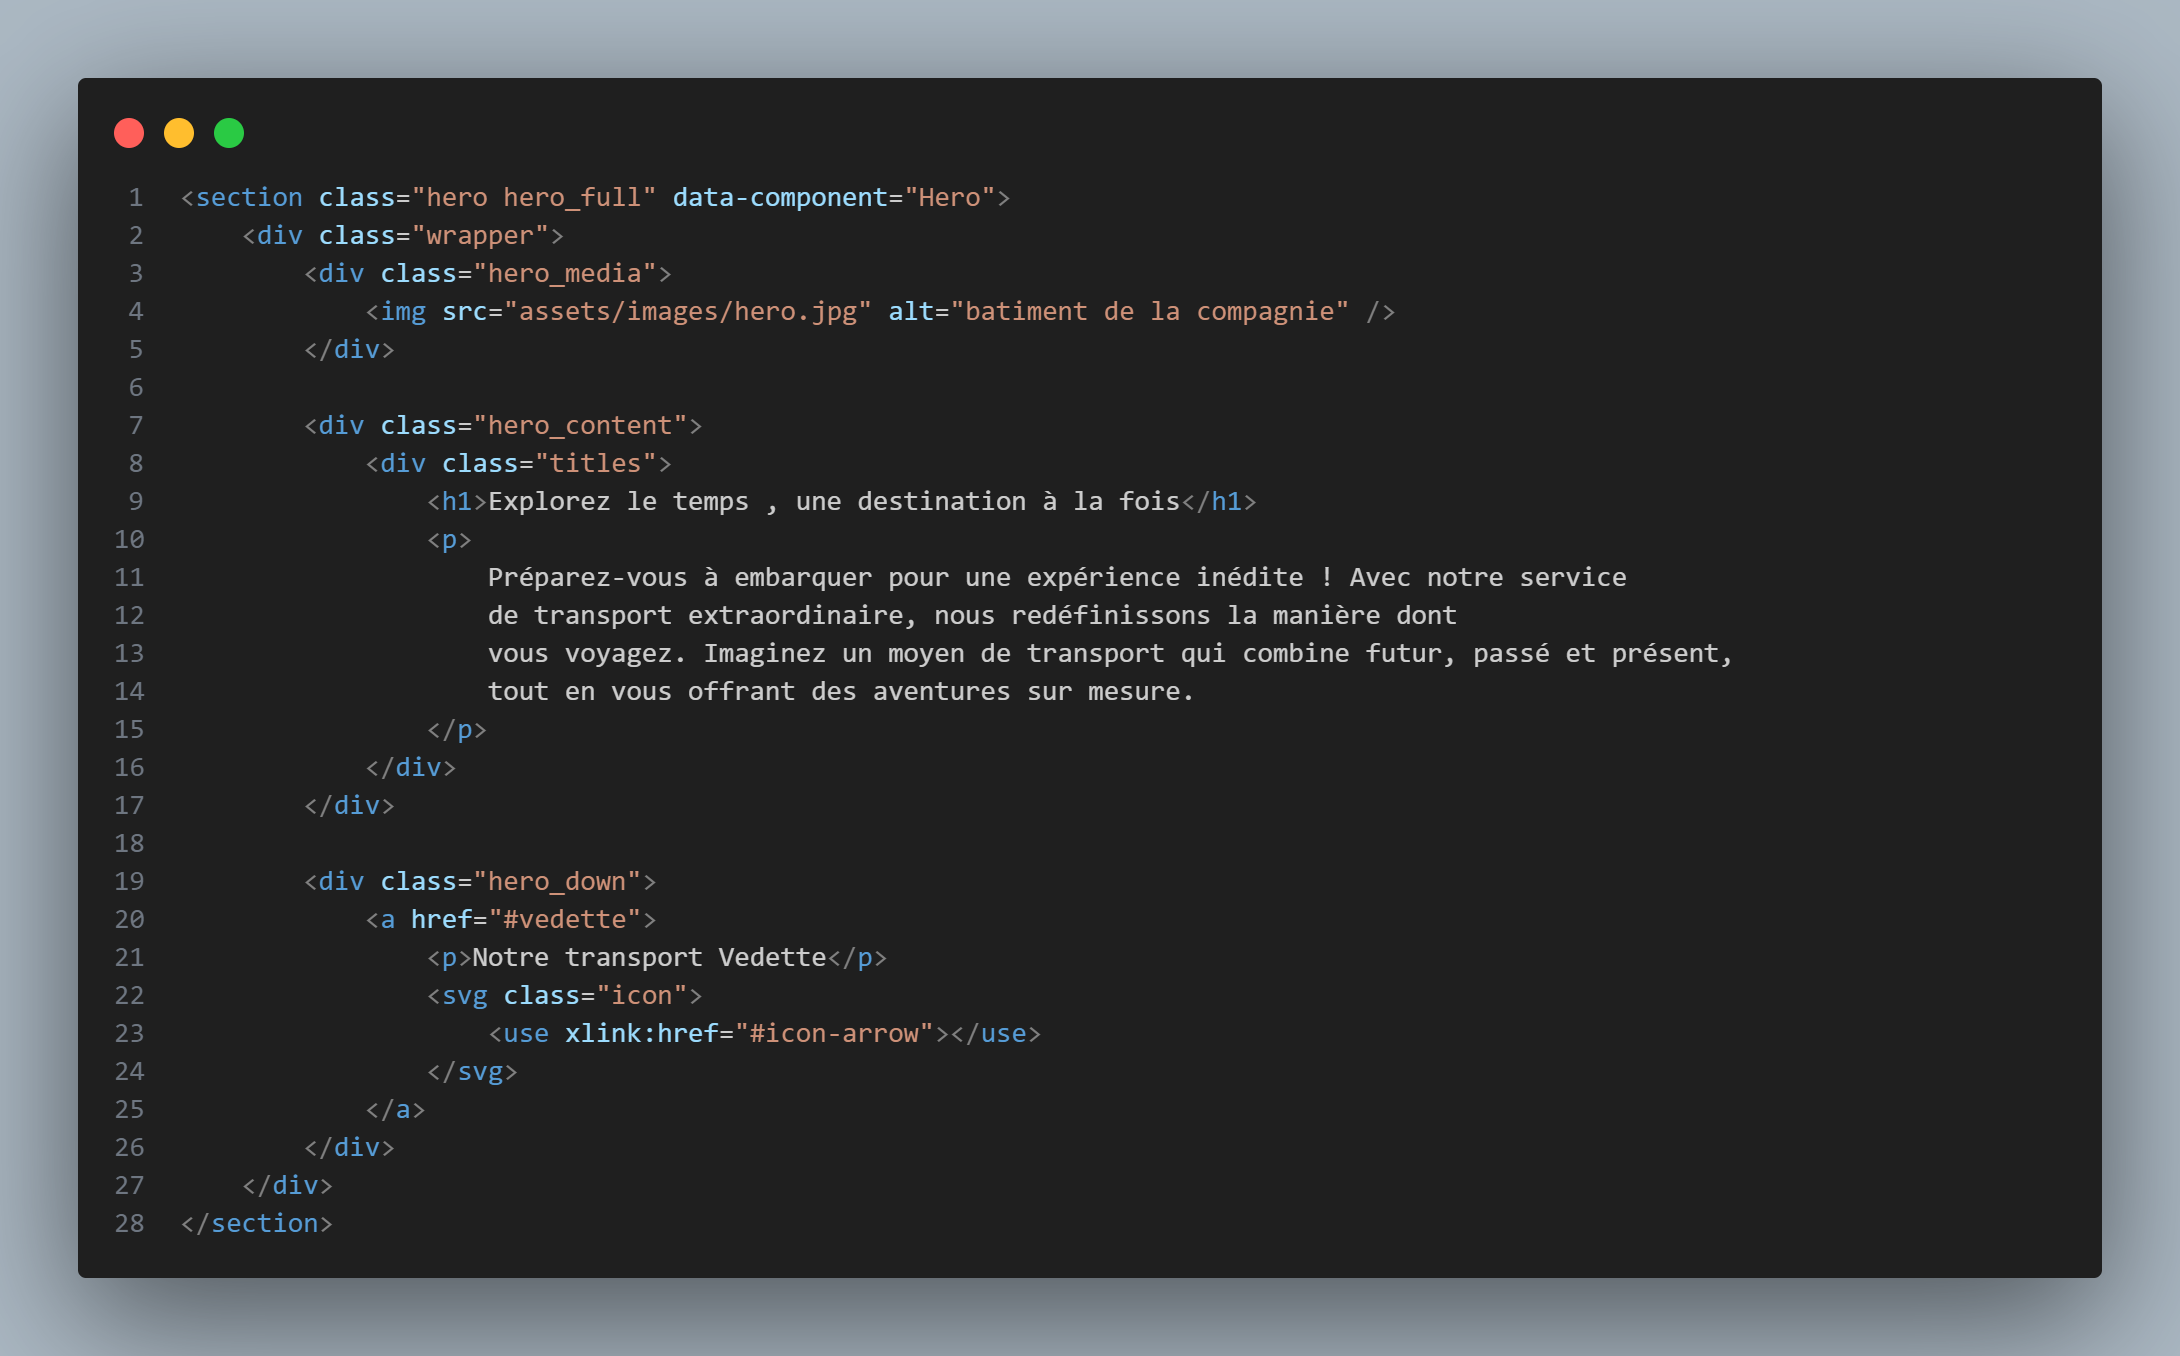 1 <section class="hero hero_full" data-component="Hero">
2     <div class="wrapper">
3         <div class="hero_media">
4             <img src="assets/images/hero.jpg" alt="batiment de la compagnie" />
5         </div>
6
7         <div class="hero_content">
8             <div class="titles">
9                 <h1>Explorez le temps , une destination à la fois</h1>
10                 <p>
11                     Préparez-vous à embarquer pour une expérience inédite ! Avec notre service
12                     de transport extraordinaire, nous redéfinissons la manière dont
13                     vous voyagez. Imaginez un moyen de transport qui combine futur, passé et présent,
14                     tout en vous offrant des aventures sur mesure.
15                 </p>
16             </div>
17         </div>
18
19         <div class="hero_down">
20             <a href="#vedette">
21                 <p>Notre transport Vedette</p>
22                 <svg class="icon">
23                     <use xlink:href="#icon-arrow"></use>
24                 </svg>
25             </a>
26         </div>
27     </div>
28 </section>